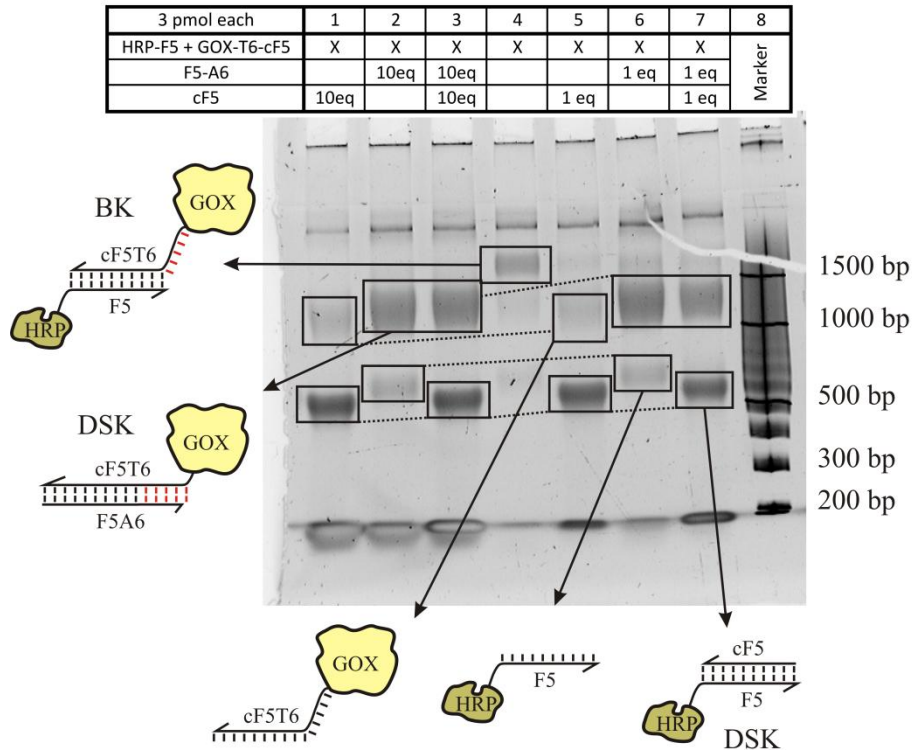 3 pmol each 1 2 3 4 5 6 7 8
HRP-F5 + GOX-T6-cF5 X X X X X X X Marker
F5-A6 10eq 10eq 1 eq 1 eq
cF5 10eq 10eq 1 eq 1 eq
GOX
BK
cF5T6
F5
HRP
1500 bp
1000 bp
DSK
GOX
cF5T6
F5A6
500 bp
300 bp
200 bp
GOX
cF5T6
F5
HRP
cF5
F5
HRP
DSK